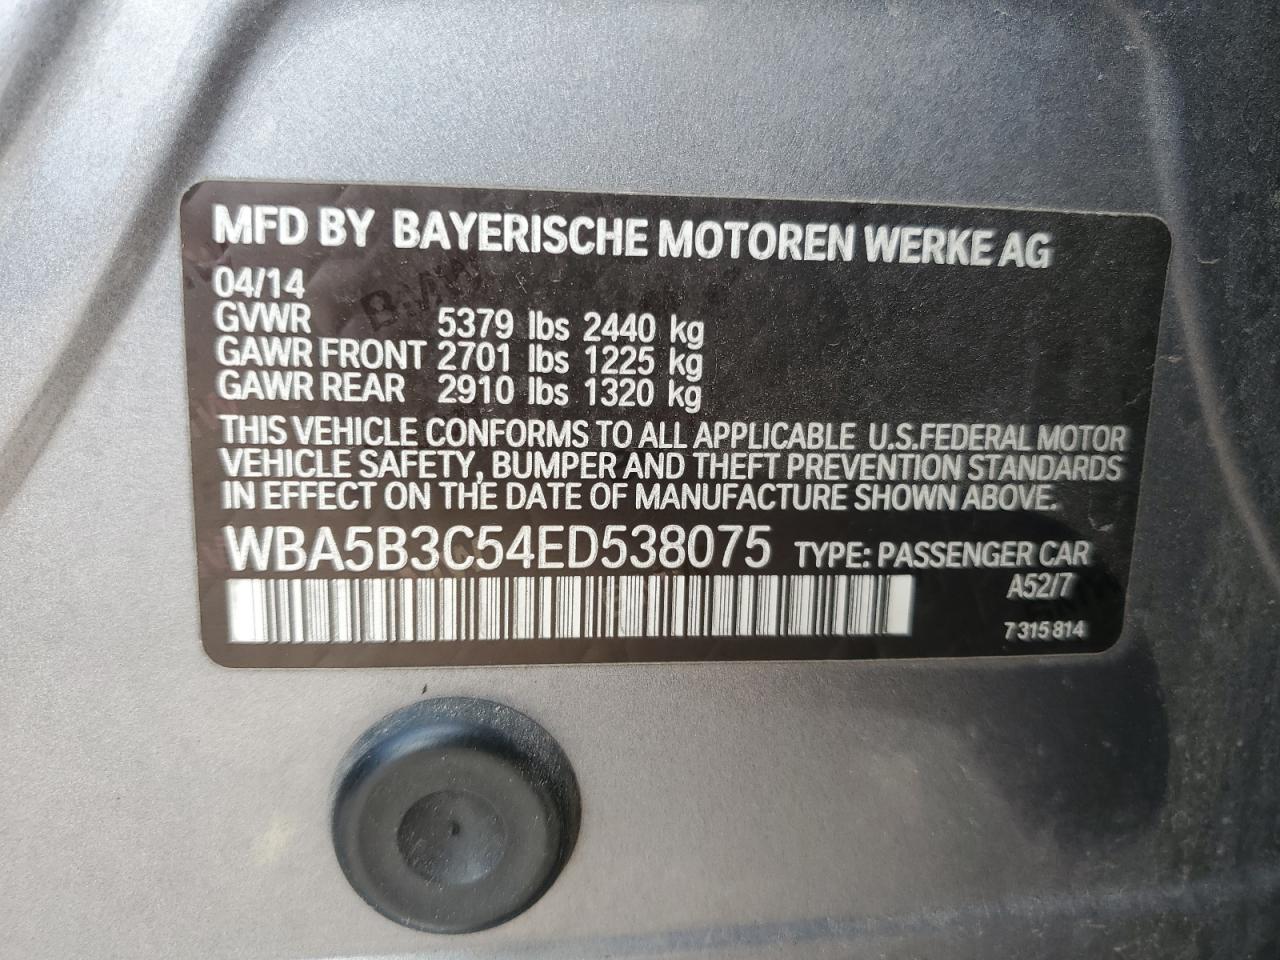 MFD BY BAYERISCHE MOTOREN WERKE AG
04/14
GVWR 5379 lbs 2440 kg
GAWR FRONT 2701 lbs 1225 kg
GAWR REAR 2910 lbs 1320 kg
THIS VEHICLE CONFORMS TO ALL APPLICABLE U.S.FEDERAL MOTOR
VEHICLE SAFETY, BUMPER AND THEFT PREVENTION STANDARDS
IN EFFECT ON THE DATE OF MANUFACTURE SHOWN ABOVE.
WBA5B3C54ED538075 TYPE: PASSENGER CAR
A52/7
7 315 814